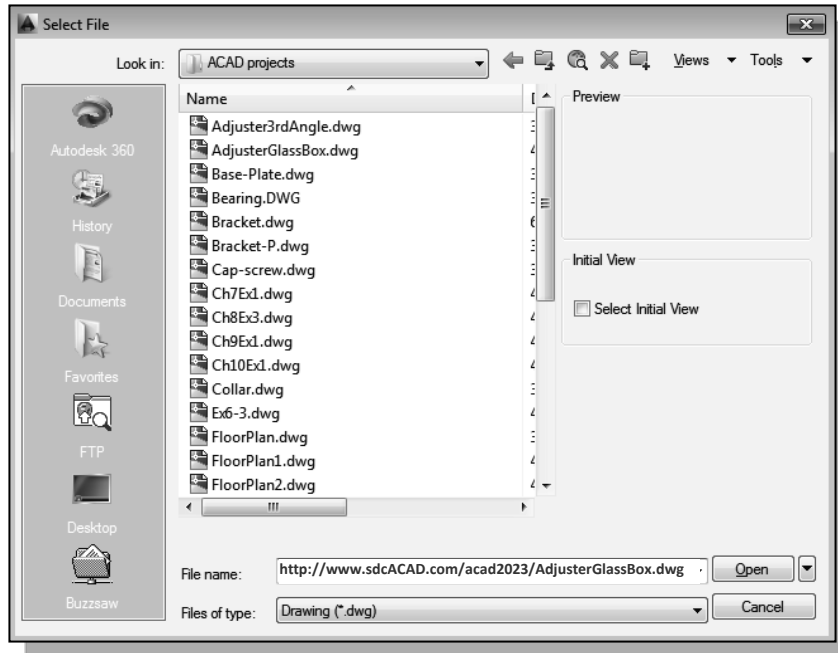 Select File
Look in: ACAD projects Views Tools
Name
Preview
Adjuster3rdAngle.dwg
AdjusterGlassBox.dwg
Base-Plate.dwg
Bearing.DWG
Bracket.dwg
Bracket-P.dwg
Cap-screw.dwg
Ch7Ex1.dwg
Ch8Ex3.dwg
Ch9Ex1.dwg
Ch10Ex1.dwg
Collar.dwg
Ex6-3.dwg
FloorPlan.dwg
FloorPlan1.dwg
FloorPlan2.dwg
Autodesk 360
History
Documents
Favorites
FTP
Desktop
Buzzsaw
Initial View
Select Initial View
File name: http://www.sdcACAD.com/acad2023/AdjusterGlassBox.dwg Open
Files of type: Drawing (*.dwg) Cancel